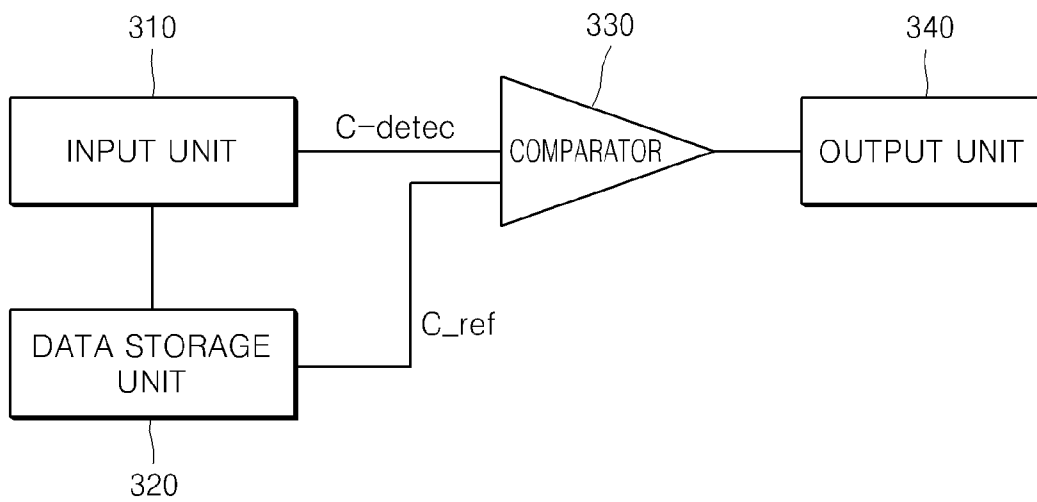 310
330
340
INPUT UNIT
C-detec
COMPARATOR
OUTPUT UNIT
DATA STORAGE
UNIT
C_ref
320